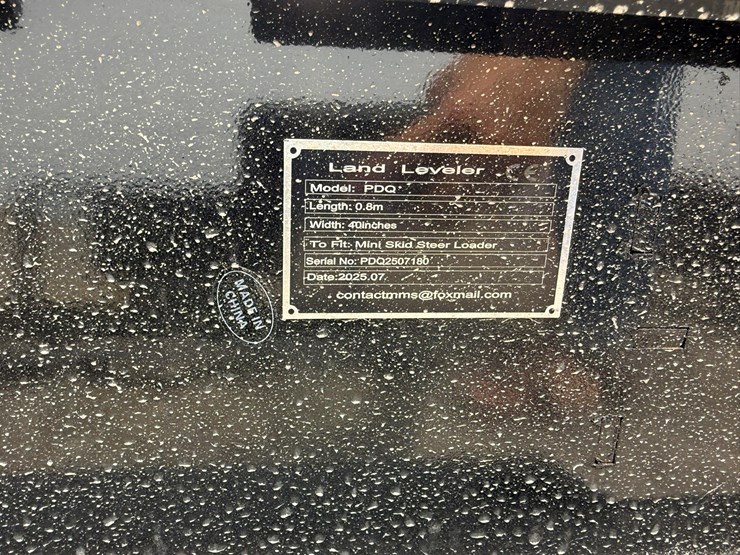 Land Leveler CE
Model: PDQ
Length: 0.8m
Width: 40inches
To Fit: Mini Skid Steer Loader
Serial No: PDQ2507180
Date: 2025.07
contactmms@foxmail.com
MADE IN
CHINA